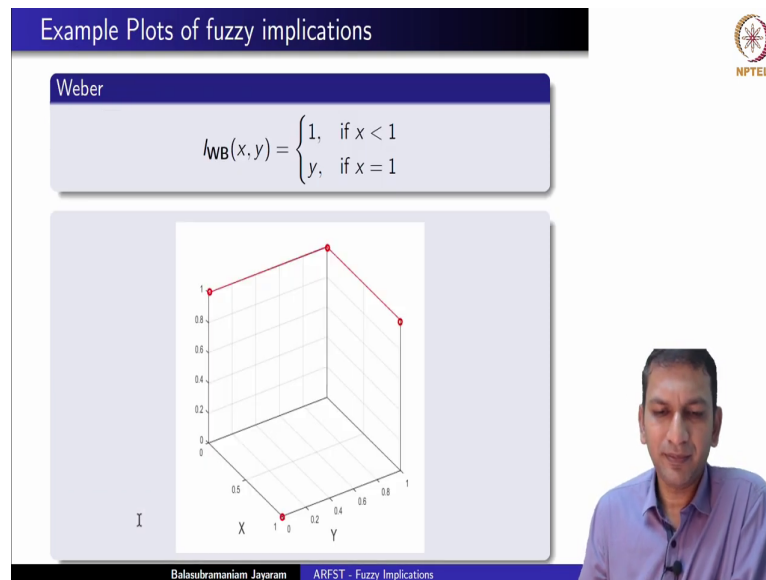 Example Plots of fuzzy implications
NPTEL
Weber
I_WB(x, y) = { 1, if x < 1
y, if x = 1
1
0.8
0.6
0.4
0.2
0
0
0.5
1
X
0
0.2
0.4
0.6
0.8
1
Y
Balasubramaniam Jayaram ARFST - Fuzzy Implications